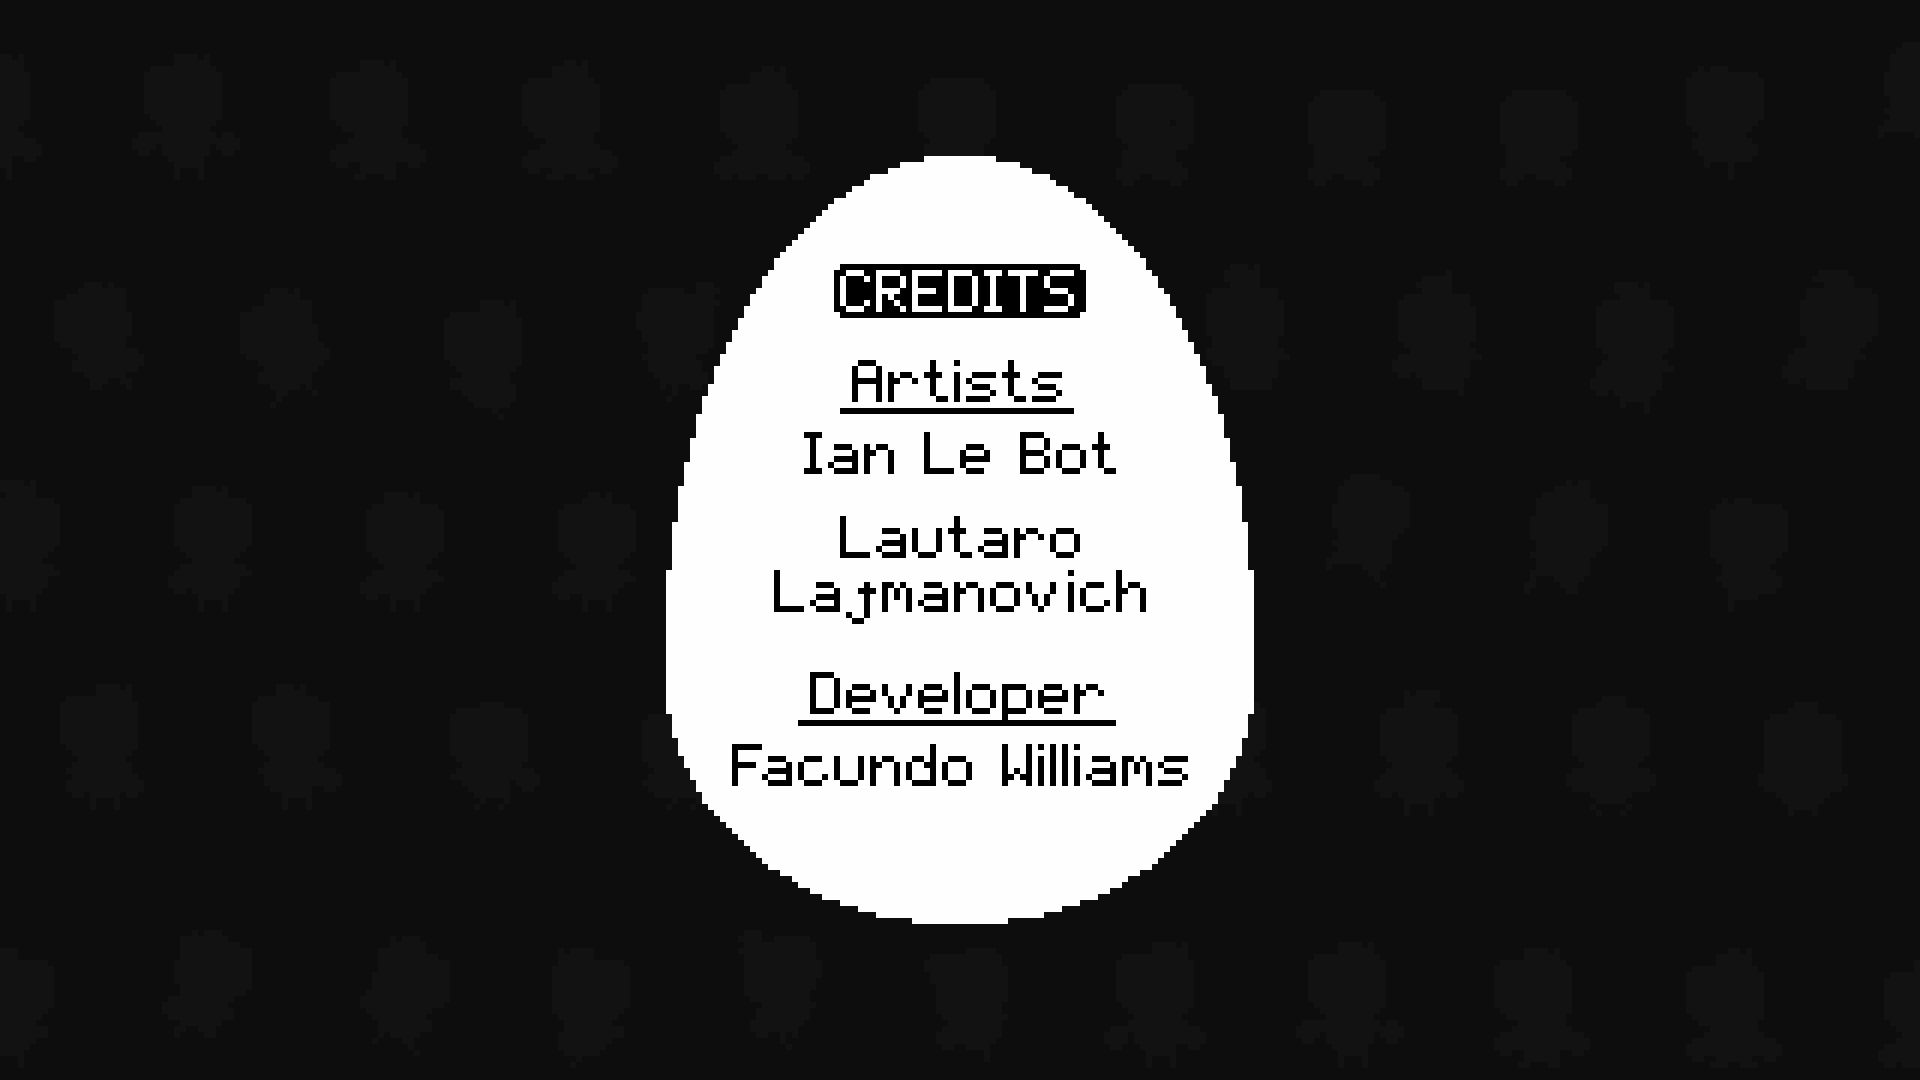 CREDITS
Artists
Ian Le Bot
Lautaro
Lajmanovich
Developer
Facundo Williams